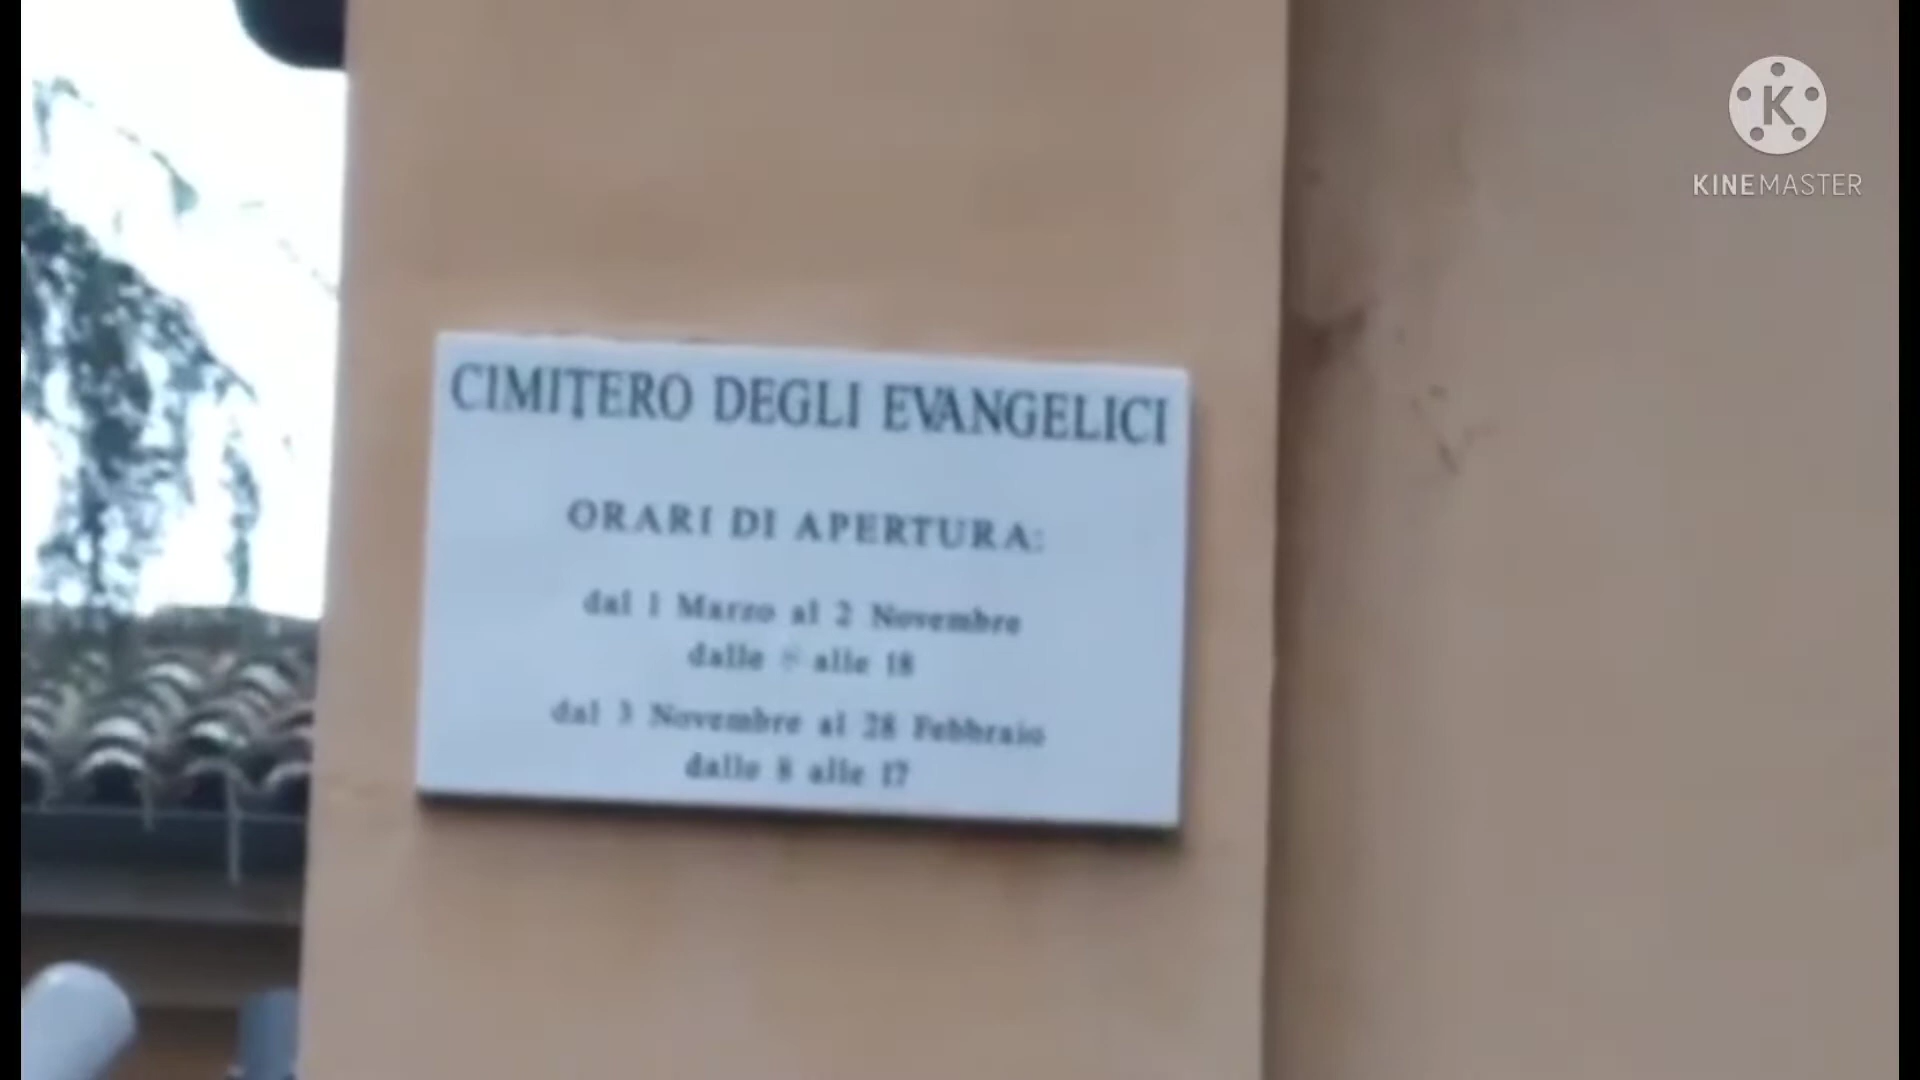 K
KINEMASTER
CIMITERO DEGLI EVANGELICI
ORARI DI APERTURA:
dal 1 Marzo al 2 Novembre
dalle alle 18
dal 3 Novembre al 28 Febbraio
dalle 8 alle 17